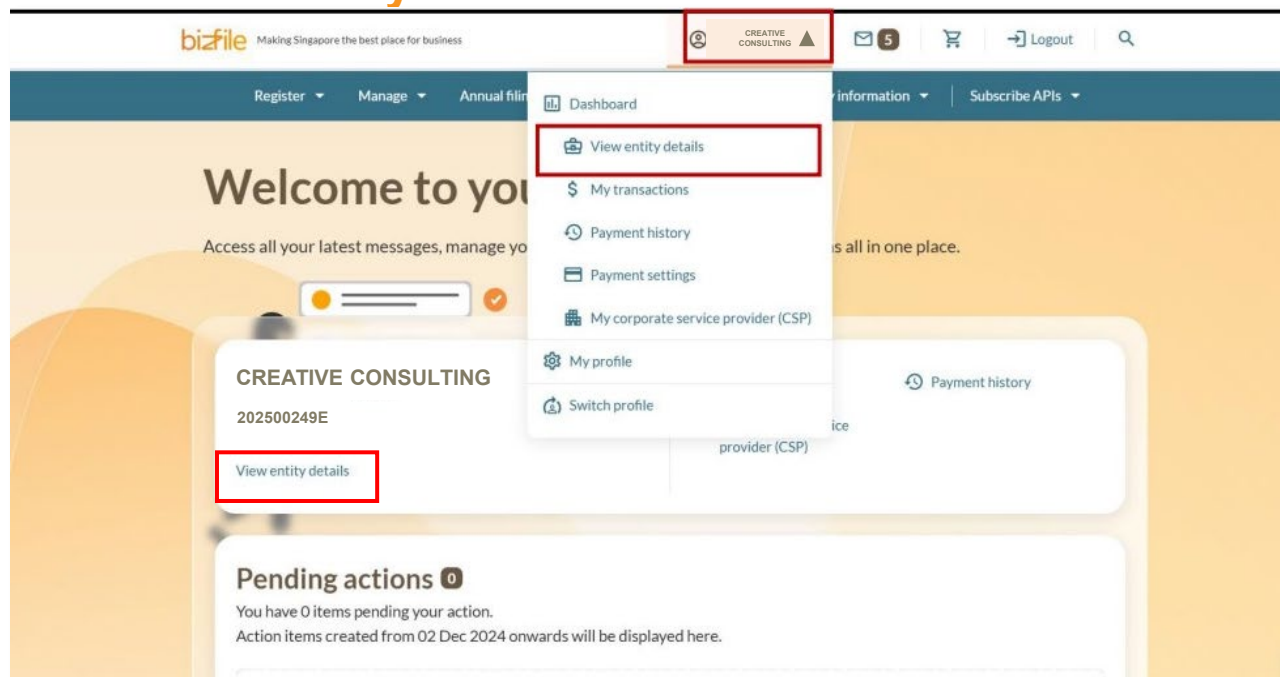 bizfile Making Singapore the best place for business
CREATIVE
CONSULTING
5
Logout
Register
Manage
Annual filin
information
Subscribe APIs
Dashboard
View entity details
My transactions
Payment history
Payment settings
My corporate service provider (CSP)
My profile
Switch profile
Welcome to you
Access all your latest messages, manage yo
s all in one place.
CREATIVE CONSULTING
202500249E
View entity details
Payment history
ice
provider (CSP)
Pending actions 0
You have 0 items pending your action.
Action items created from 02 Dec 2024 onwards will be displayed here.